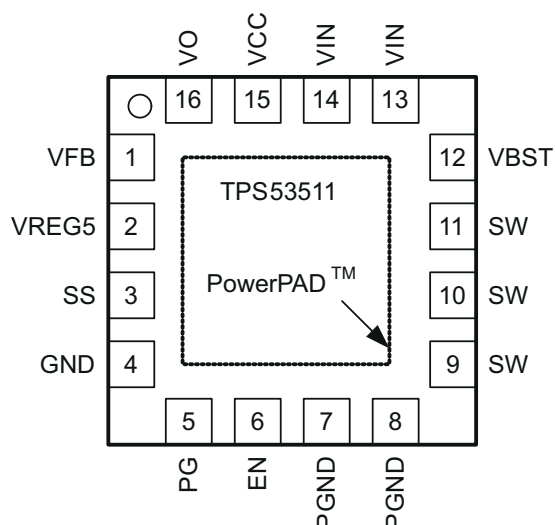 VO VCC VIN VIN
16 15 14 13
VFB 1 12 VBST
TPS53511
VREG5 2 11 SW
SS 3 10 SW
PowerPAD™
GND 4 9 SW
5 6 7 8
PG EN PGND PGND